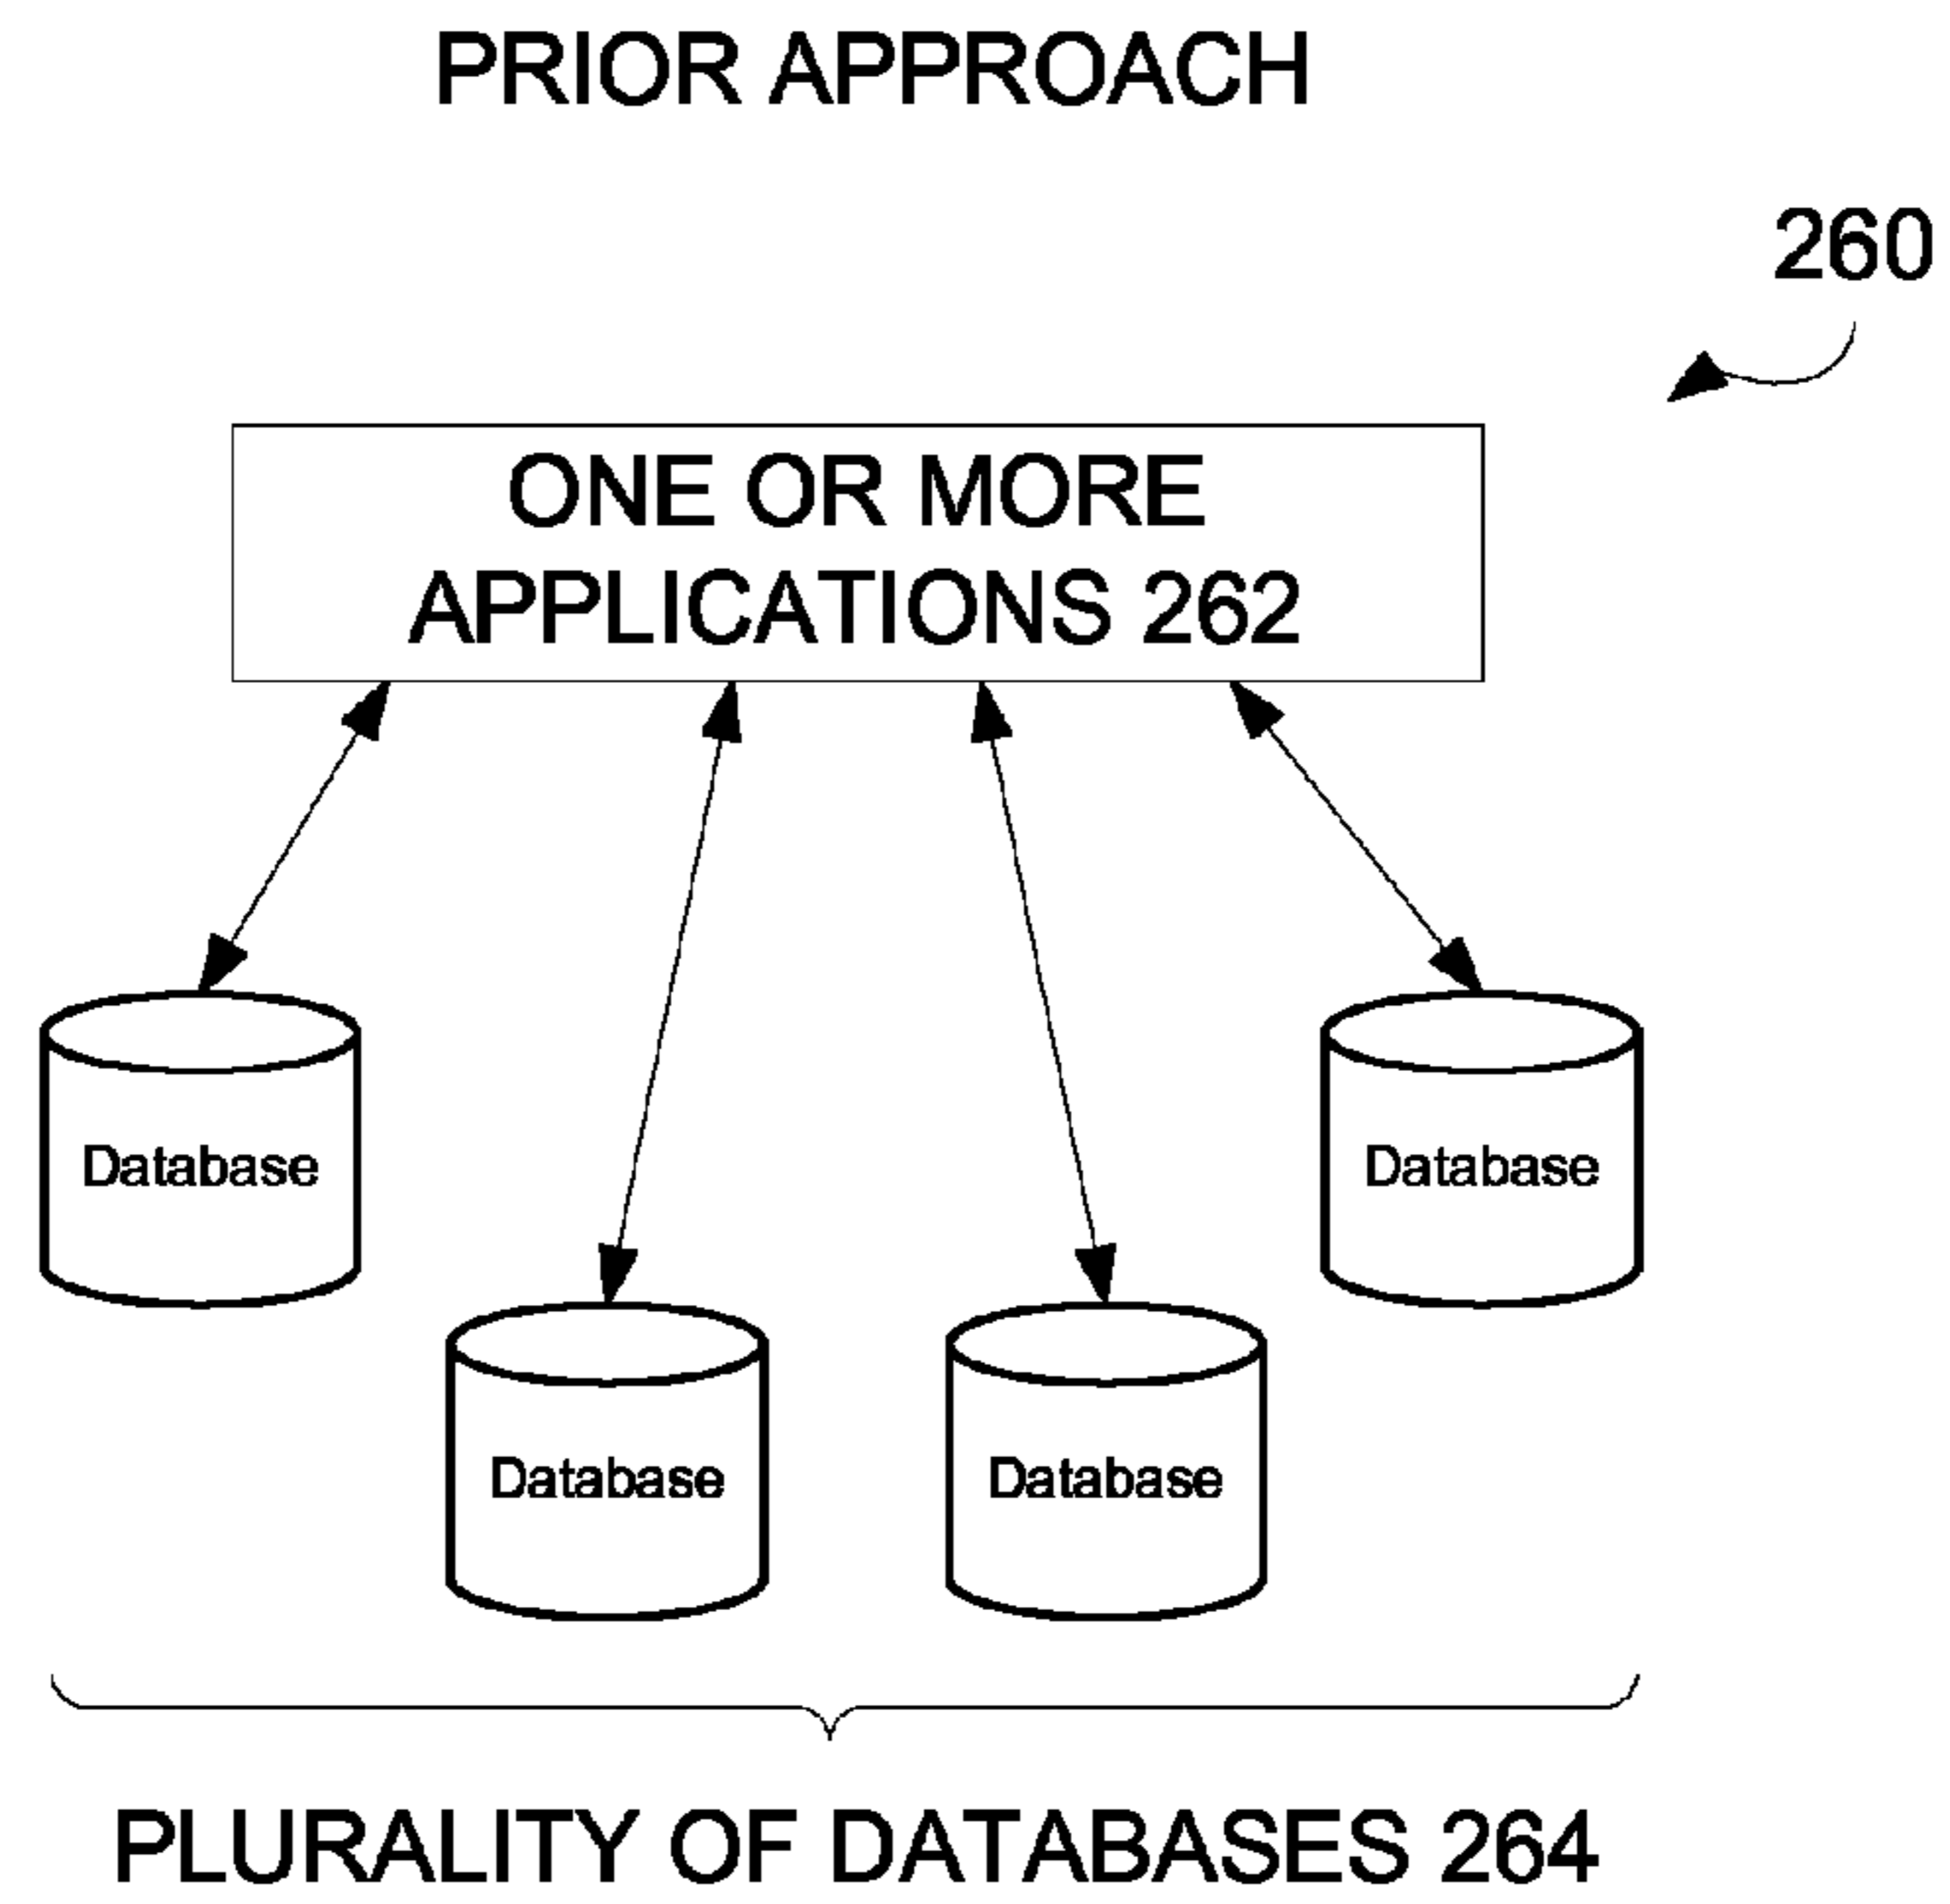 PRIOR APPROACH
260
ONE OR MORE
APPLICATIONS 262
Database
Database
Database
Database
PLURALITY OF DATABASES 264